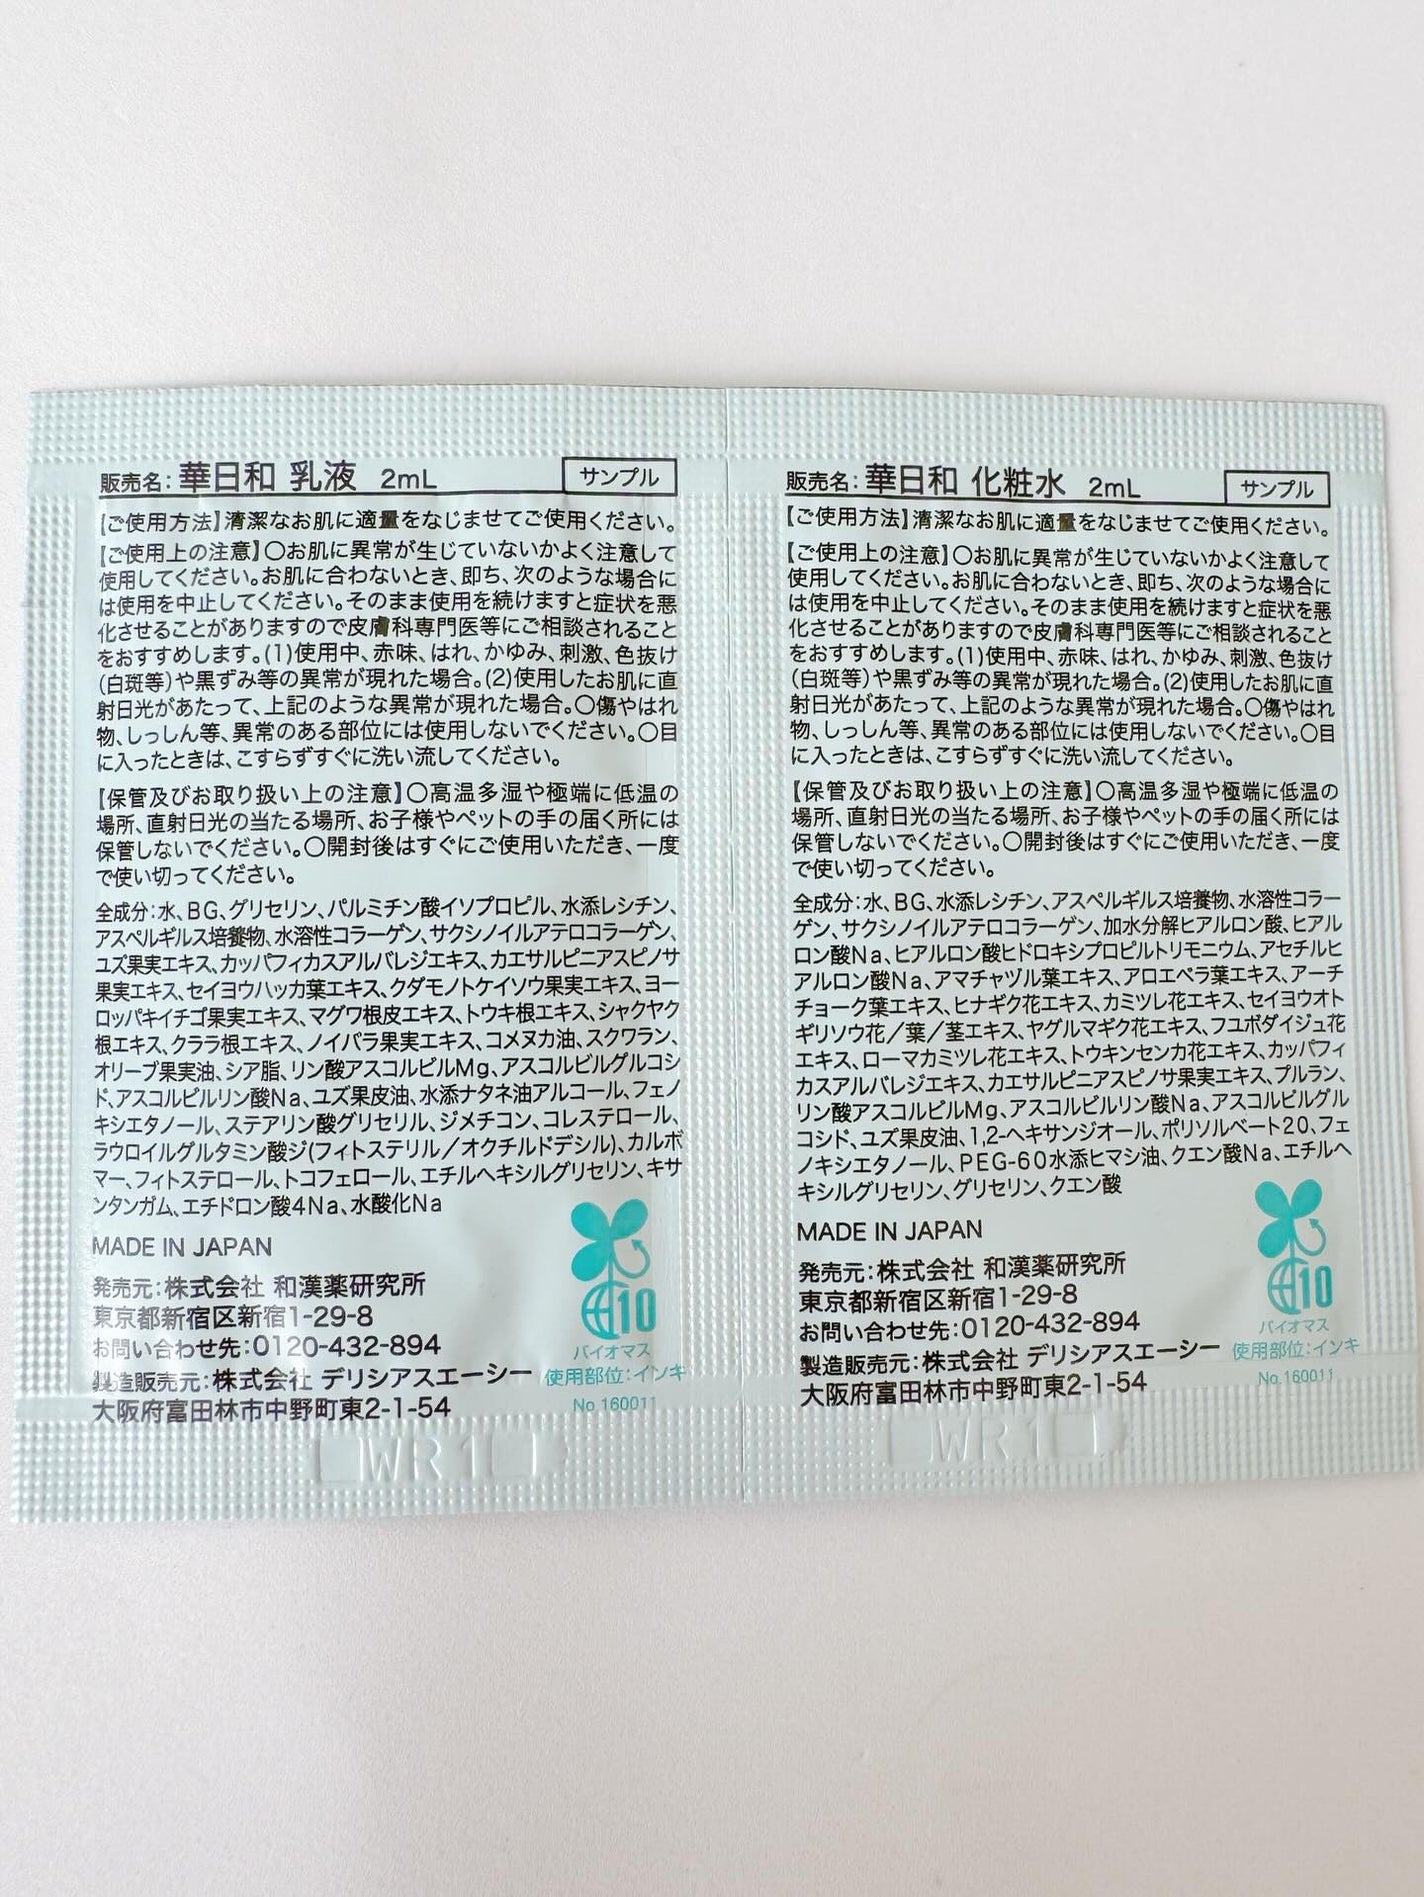 販売名:華日和 乳液 2mL
サンプル
【ご使用方法】清潔なお肌に適量をなじませてご使用ください。
【ご使用上の注意】〇お肌に異常が生じていないかよく注意して
使用してください。お肌に合わないとき、即ち、次のような場合に
は使用を中止してください。そのまま使用を続けますと症状を悪
化させることがありますので皮膚科専門医等にご相談されること
をおすすめします。(1)使用中、赤味、はれ、かゆみ、刺激、色抜け
(白斑等)や黒ずみ等の異常が現れた場合。(2)使用したお肌に直
射日光があたって、上記のような異常が現れた場合。〇傷やはれ
物、しっしん等、異常のある部位には使用しないでください。〇目
に入ったときは、こすらずすぐに洗い流してください。
【保管及びお取り扱い上の注意】〇高温多湿や極端に低温の
場所、直射日光の当たる場所、お子様やペットの手の届く所には
保管しないでください。〇開封後はすぐにご使用いただき、一度
で使い切ってください。
全成分:水、BG、グリセリン、パルミチン酸イソプロピル、水添レシチン、
アスペルギルス培養物、水溶性コラーゲン、サクシノイルアテロコラーゲン、
ユズ果実エキス、カッパフィカスアルバレジエキス、カエサルピニアスピノサ
果実エキス、セイヨウハッカ葉エキス、クダモノトケイソウ果実エキス、ヨー
ロッパキイチゴ果実エキス、マグワ根皮エキス、トウキ根エキス、シャクヤク
根エキス、クララ根エキス、ノイバラ果実エキス、コメヌカ油、スクワラン、
オリーブ果実油、シア脂、リン酸アスコルビルMg、アスコルビルグルコシ
ド、アスコルビルリン酸Na、ユズ果皮油、水添ナタネ油アルコール、フェノ
キシエタノール、ステアリン酸グリセリル、ジメチコン、コレステロール、
ラウロイルグルタミン酸ジ(フィトステリル/オクチルドデシル)、カルボ
マー、フィトステロール、トコフェロール、エチルヘキシルグリセリン、キサ
ンタンガム、エチドロン酸4Na、水酸化Na
MADE IN JAPAN
発売元:株式会社 和漢薬研究所
東京都新宿区新宿1-29-8
お問い合わせ先:0120-432-894
製造販売元:株式会社 デリシアスエーシー
大阪府富田林市中野町東2-1-54
10
バイオマス
使用部位:インキ
No.160011
WR1
販売名:華日和 化粧水 2mL
サンプル
【ご使用方法】清潔なお肌に適量をなじませてご使用ください。
【ご使用上の注意】〇お肌に異常が生じていないかよく注意して
使用してください。お肌に合わないとき、即ち、次のような場合に
は使用を中止してください。そのまま使用を続けますと症状を悪
化させることがありますので皮膚科専門医等にご相談されること
をおすすめします。(1)使用中、赤味、はれ、かゆみ、刺激、色抜け
(白斑等)や黒ずみ等の異常が現れた場合。(2)使用したお肌に直
射日光があたって、上記のような異常が現れた場合。〇傷やはれ
物、しっしん等、異常のある部位には使用しないでください。〇目
に入ったときは、こすらずすぐに洗い流してください。
【保管及びお取り扱い上の注意】〇高温多湿や極端に低温の
場所、直射日光の当たる場所、お子様やペットの手の届く所には
保管しないでください。〇開封後はすぐにご使用いただき、一度
で使い切ってください。
全成分:水、BG、水添レシチン、アスペルギルス培養物、水溶性コラー
ゲン、サクシノイルアテロコラーゲン、加水分解ヒアルロン酸、ヒアル
ロン酸Na、ヒアルロン酸ヒドロキシプロピルトリモニウム、アセチルヒ
アルロン酸Na、アマチャヅル葉エキス、アロエベラ葉エキス、アーチ
チョーク葉エキス、ヒナギク花エキス、カミツレ花エキス、セイヨウオト
ギリソウ花/葉/茎エキス、ヤグルマギク花エキス、フユボダイジュ花
エキス、ローマカミツレ花エキス、トウキンセンカ花エキス、カッパフィ
カスアルバレジエキス、カエサルピニアスピノサ果実エキス、プルラン、
リン酸アスコルビルMg、アスコルビルリン酸Na、アスコルビルグル
コシド、ユズ果皮油、1,2-ヘキサンジオール、ポリソルベート20、フェ
ノキシエタノール、PEG-60水添ヒマシ油、クエン酸Na、エチルヘ
キシルグリセリン、グリセリン、クエン酸
MADE IN JAPAN
発売元:株式会社 和漢薬研究所
東京都新宿区新宿1-29-8
お問い合わせ先:0120-432-894
製造販売元:株式会社 デリシアスエーシー
大阪府富田林市中野町東2-1-54
10
バイオマス
使用部位:インキ
No.160011
WR1